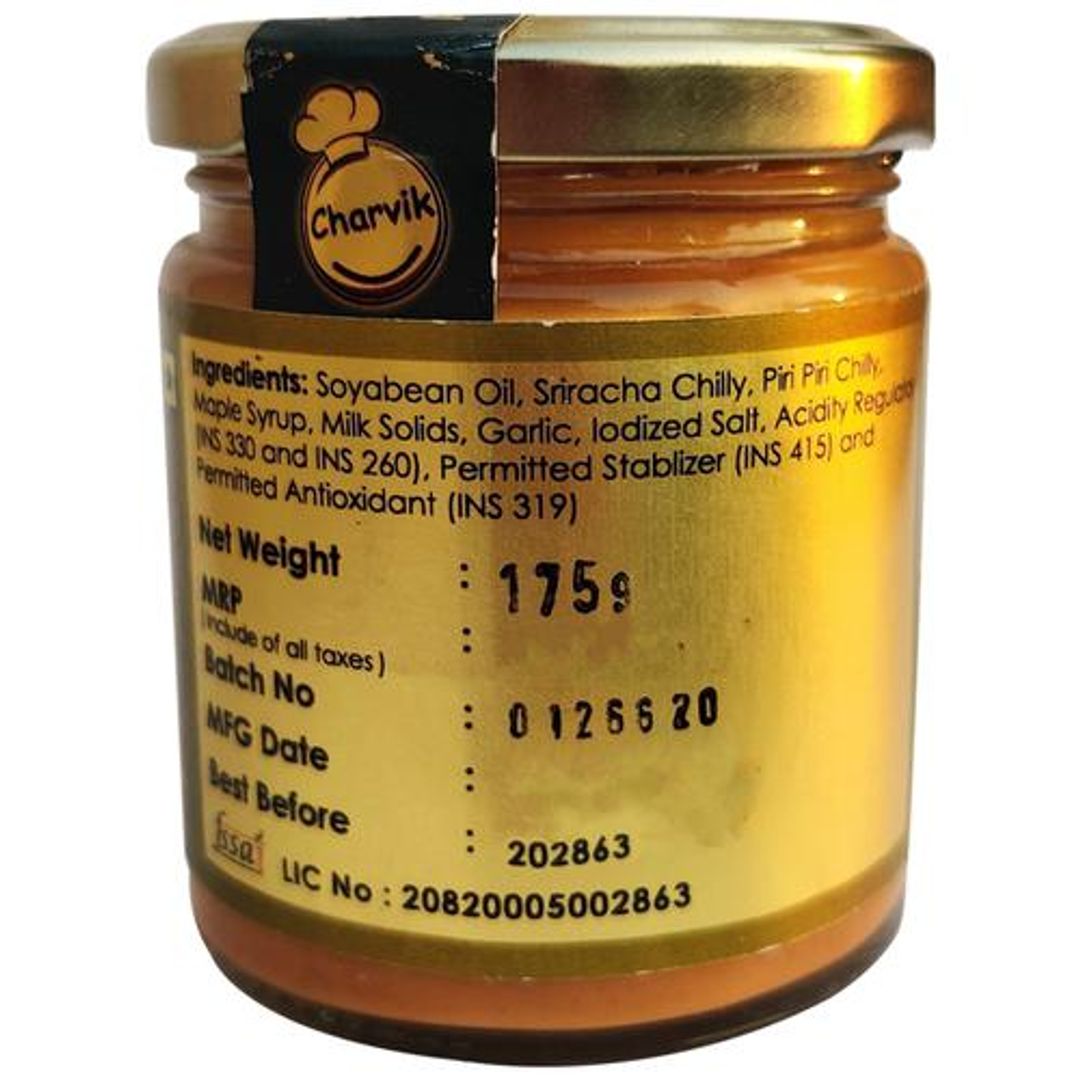 Charvik
Ingredients: Soyabean Oil, Sriracha Chilly, Piri Piri Chilly,
Maple Syrup, Milk Solids, Garlic, Iodized Salt, Acidity Regulator
(INS 330 and INS 260), Permitted Stablizer (INS 415) and
Permitted Antioxidant (INS 319)
Net Weight : 175g
MRP :
(include of all taxes)
Batch No : 0126620
MFG Date :
Best Before : 202863
fssai LIC No : 20820005002863